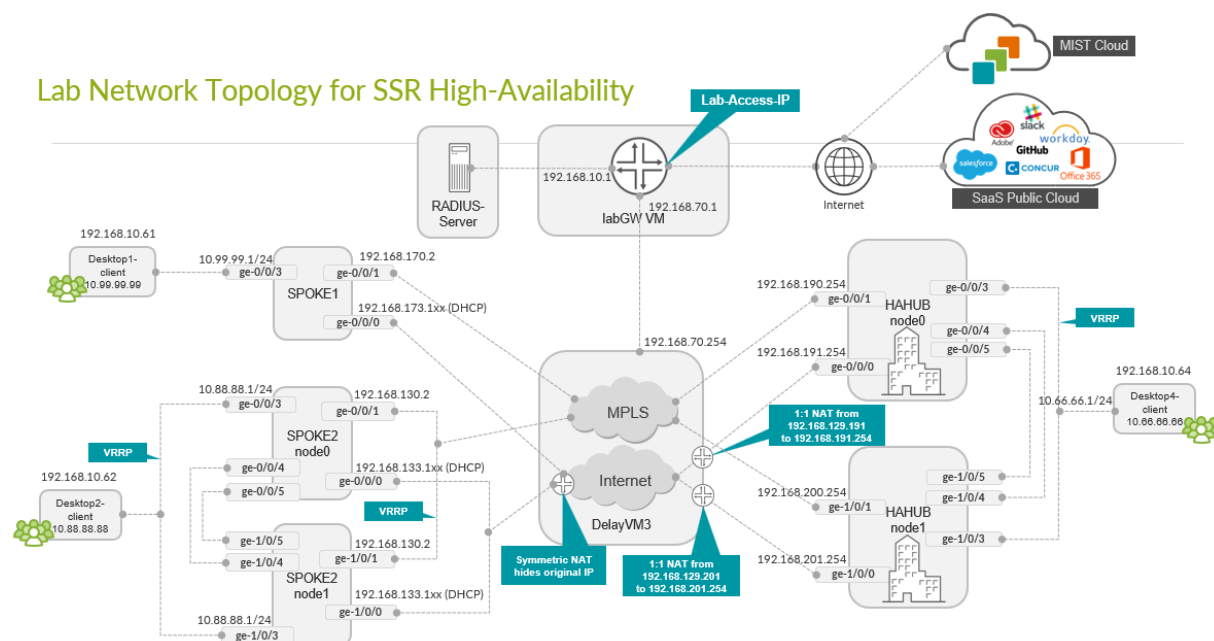 MIST Cloud
Lab Network Topology for SSR High-Availability
Lab-Access-IP
slack
Adobe
workday
GitHub
salesforce
CONCUR
Office 365
SaaS Public Cloud
Internet
RADIUS-
Server
192.168.10.1
192.168.70.1
labGW VM
192.168.10.61
Desktop1-
client
10.99.99.99
10.99.99.1/24
ge-0/0/3
192.168.170.2
ge-0/0/1
SPOKE1
192.168.173.1xx (DHCP)
ge-0/0/0
192.168.70.254
MPLS
Internet
DelayVM3
192.168.190.254
ge-0/0/1
HAHUB
node0
ge-0/0/3
ge-0/0/4
ge-0/0/5
VRRP
192.168.191.254
ge-0/0/0
192.168.10.64
Desktop4-
client
10.66.66.66
10.66.66.1/24
1:1 NAT from
192.168.129.191
to 192.168.191.254
10.88.88.1/24
ge-0/0/3
192.168.130.2
ge-0/0/1
SPOKE2
node0
VRRP
ge-0/0/4
ge-0/0/5
192.168.133.1xx (DHCP)
ge-0/0/0
192.168.10.62
Desktop2-
client
10.88.88.88
VRRP
ge-1/0/5
ge-1/0/4
192.168.130.2
ge-1/0/1
SPOKE2
node1
192.168.133.1xx (DHCP)
ge-1/0/0
10.88.88.1/24
ge-1/0/3
Symmetric NAT
hides original IP
1:1 NAT from
192.168.129.201
to 192.168.201.254
192.168.200.254
ge-1/0/1
HAHUB
node1
ge-1/0/5
ge-1/0/4
ge-1/0/3
192.168.201.254
ge-1/0/0